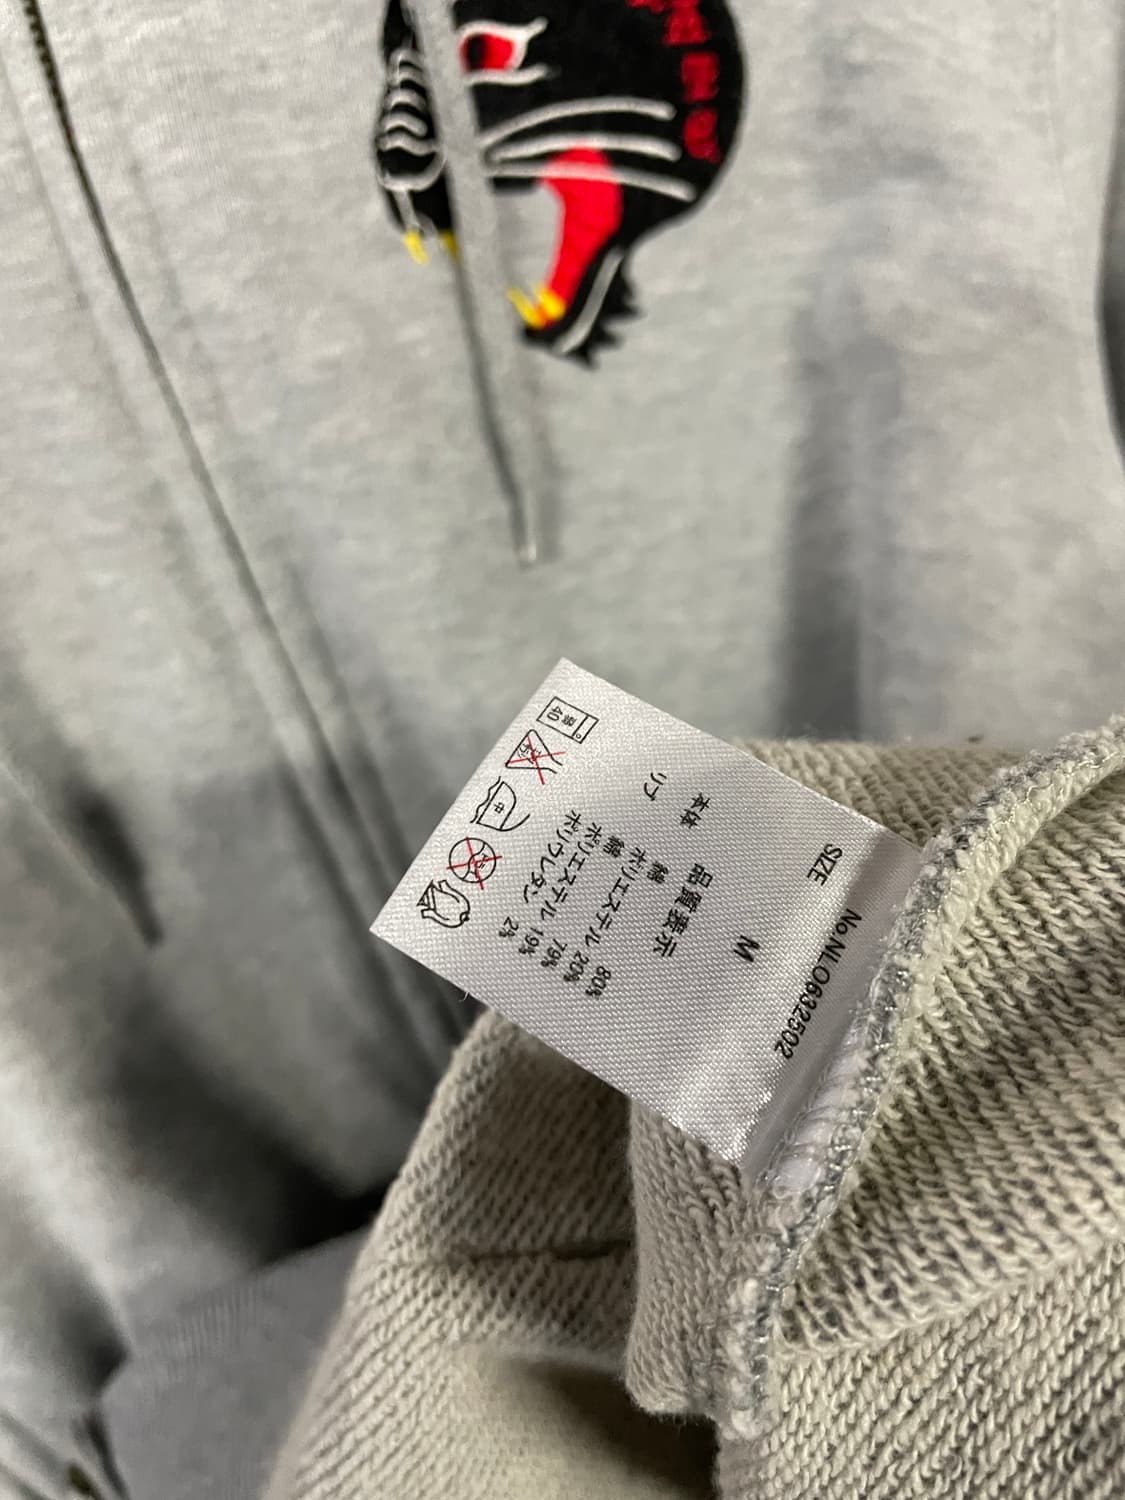 No.NLO632502
SIZE M
品質表示
本体 綿 80%
ポリエステル 20%
リブ 綿 79%
ポリエステル 19%
ポリウレタン 2%
40
中